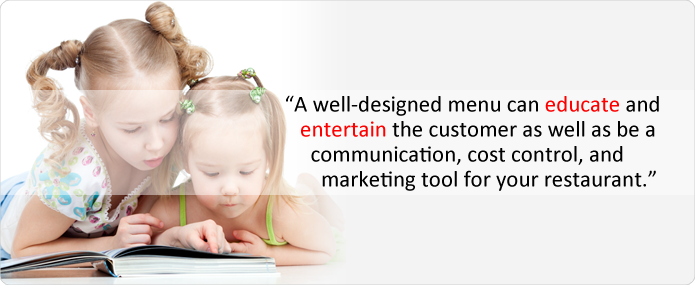 “A well-designed menu can educate and
entertain the customer as well as be a
communication, cost control, and
marketing tool for your restaurant.”